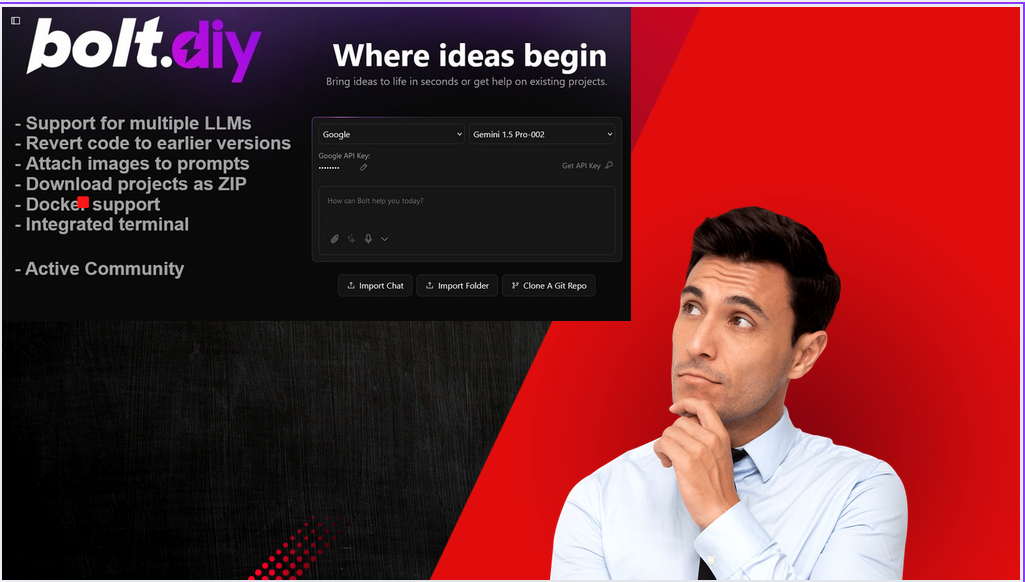 bolt.diy
- Support for multiple LLMs
- Revert code to earlier versions
- Attach images to prompts
- Download projects as ZIP
- Docker support
- Integrated terminal
- Active Community
Where ideas begin
Bring ideas to life in seconds or get help on existing projects.
Google
Gemini 1.5 Pro-002
Google API Key:
••••••••
Get API Key
How can Bolt help you today?
Import Chat
Import Folder
Clone A Git Repo